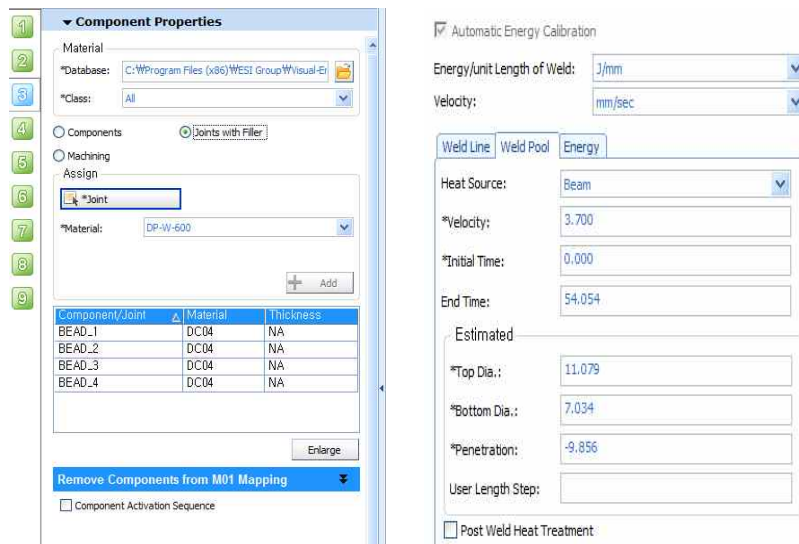 1
2
3
4
5
6
7
8
9
Component Properties
Material
*Database: C:₩Program Files (x86)₩ESI Group₩Visual-Er
*Class: All
Components
Joints with Filler
Machining
Assign
*Joint
*Material: DP-W-600
Add
Component/Joint Material Thickness
BEAD_1 DC04 NA
BEAD_2 DC04 NA
BEAD_3 DC04 NA
BEAD_4 DC04 NA
Enlarge
Remove Components from M01 Mapping
Component Activation Sequence
Automatic Energy Calibration
Energy/unit Length of Weld: J/mm
Velocity: mm/sec
Weld Line Weld Pool Energy
Heat Source: Beam
*Velocity: 3.700
*Initial Time: 0.000
End Time: 54.054
Estimated
*Top Dia.: 11.079
*Bottom Dia.: 7.034
*Penetration: -9.856
User Length Step:
Post Weld Heat Treatment